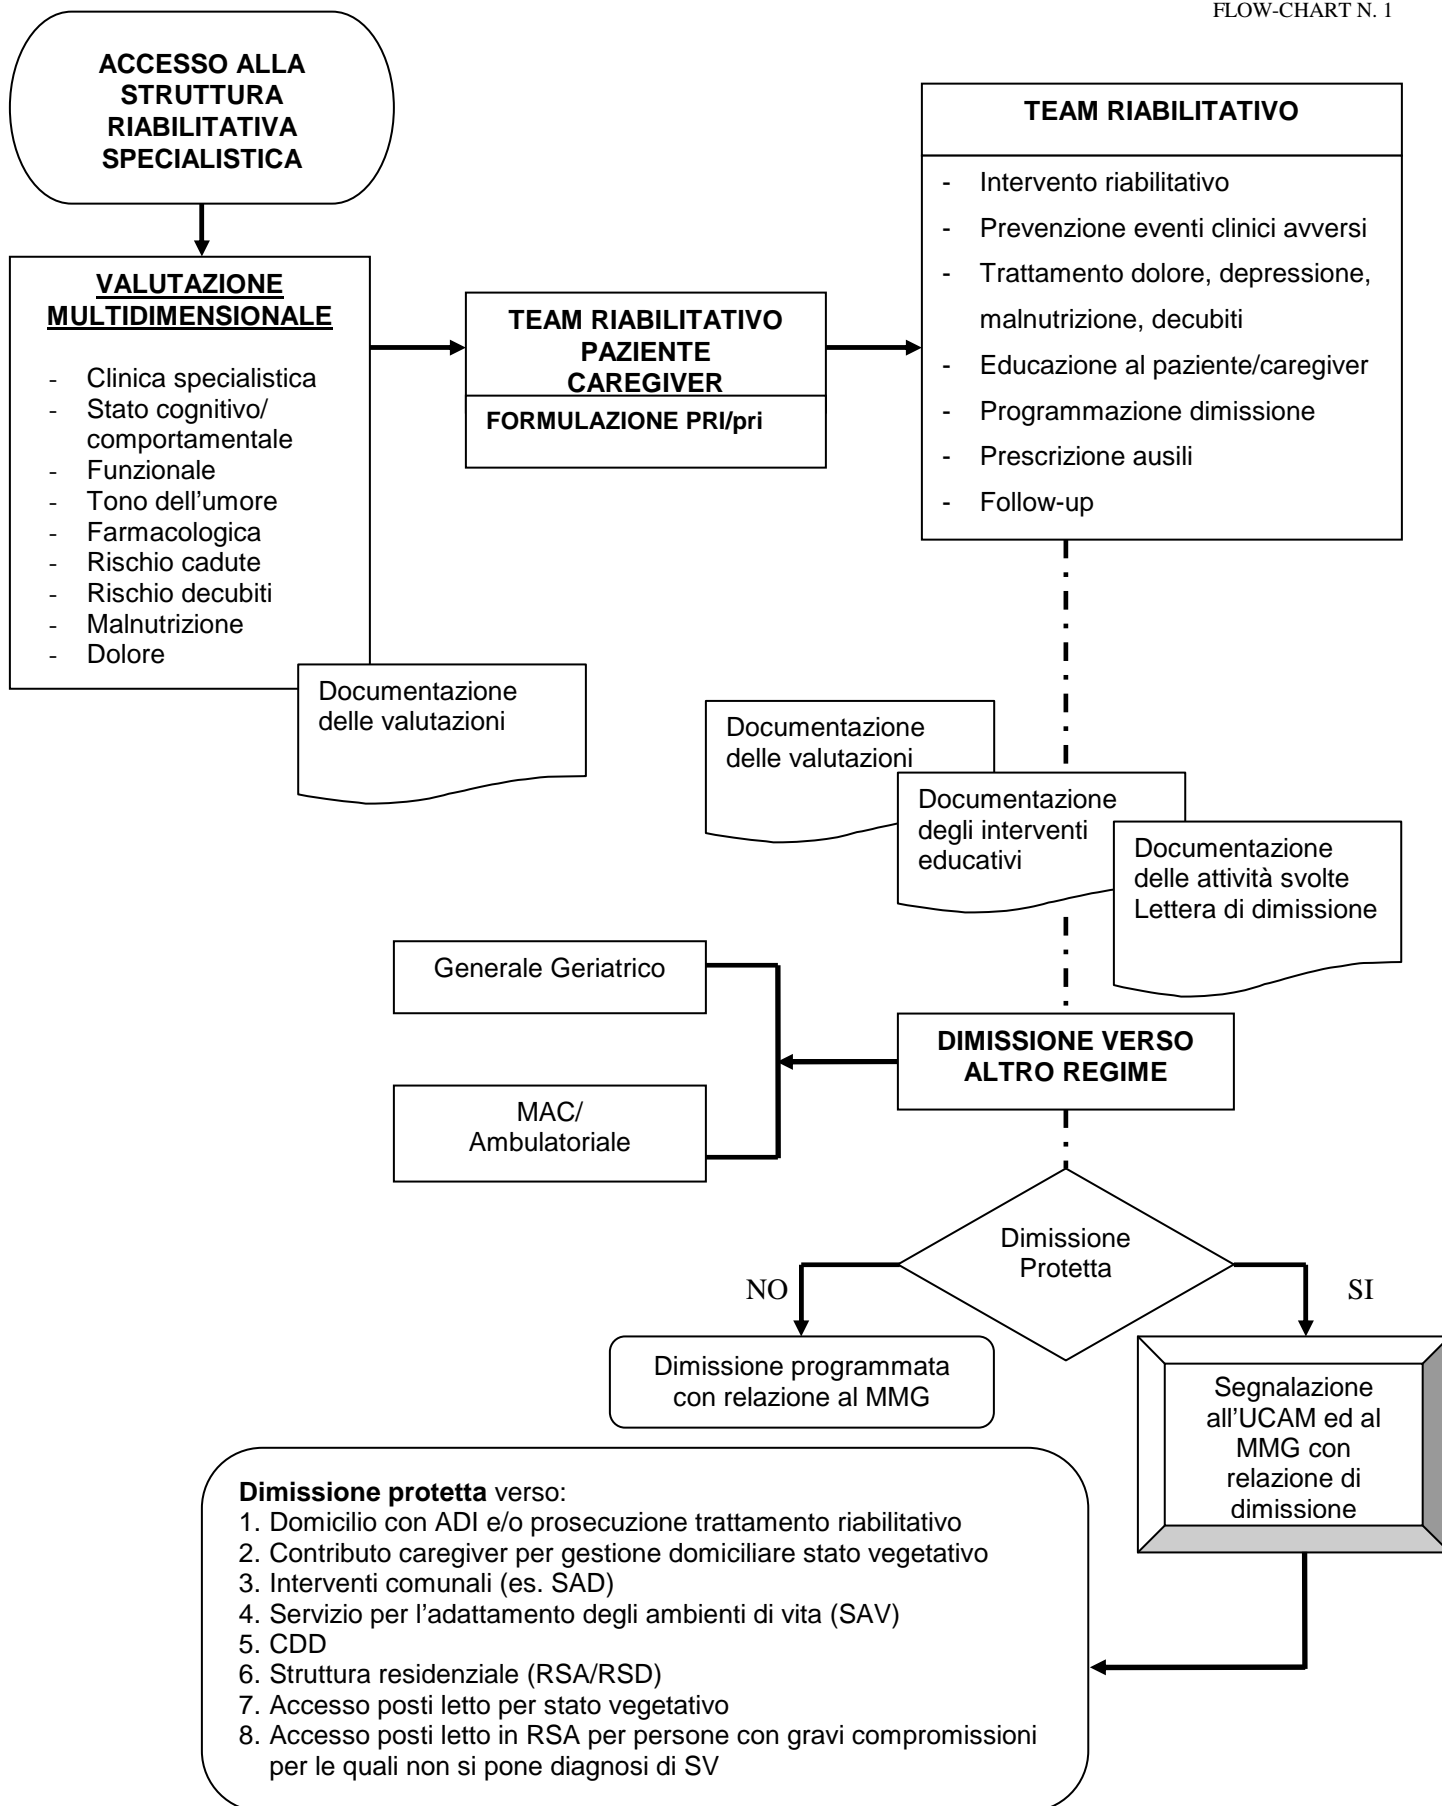 FLOW-CHART N. 1
ACCESSO ALLA
STRUTTURA
RIABILITATIVA
SPECIALISTICA
VALUTAZIONE
MULTIDIMENSIONALE
- Clinica specialistica
- Stato cognitivo/
comportamentale
- Funzionale
- Tono dell’umore
- Farmacologica
- Rischio cadute
- Rischio decubiti
- Malnutrizione
- Dolore
Documentazione
delle valutazioni
TEAM RIABILITATIVO
PAZIENTE
CAREGIVER
FORMULAZIONE PRI/pri
TEAM RIABILITATIVO
- Intervento riabilitativo
- Prevenzione eventi clinici avversi
- Trattamento dolore, depressione,
malnutrizione, decubiti
- Educazione al paziente/caregiver
- Programmazione dimissione
- Prescrizione ausili
- Follow-up
Documentazione
delle valutazioni
Documentazione
degli interventi
educativi
Documentazione
delle attività svolte
Lettera di dimissione
Generale Geriatrico
MAC/
Ambulatoriale
DIMISSIONE VERSO
ALTRO REGIME
Dimissione
Protetta
NO
SI
Dimissione programmata
con relazione al MMG
Segnalazione
all’UCAM ed al
MMG con
relazione di
dimissione
Dimissione protetta verso:
1. Domicilio con ADI e/o prosecuzione trattamento riabilitativo
2. Contributo caregiver per gestione domiciliare stato vegetativo
3. Interventi comunali (es. SAD)
4. Servizio per l’adattamento degli ambienti di vita (SAV)
5. CDD
6. Struttura residenziale (RSA/RSD)
7. Accesso posti letto per stato vegetativo
8. Accesso posti letto in RSA per persone con gravi compromissioni
per le quali non si pone diagnosi di SV